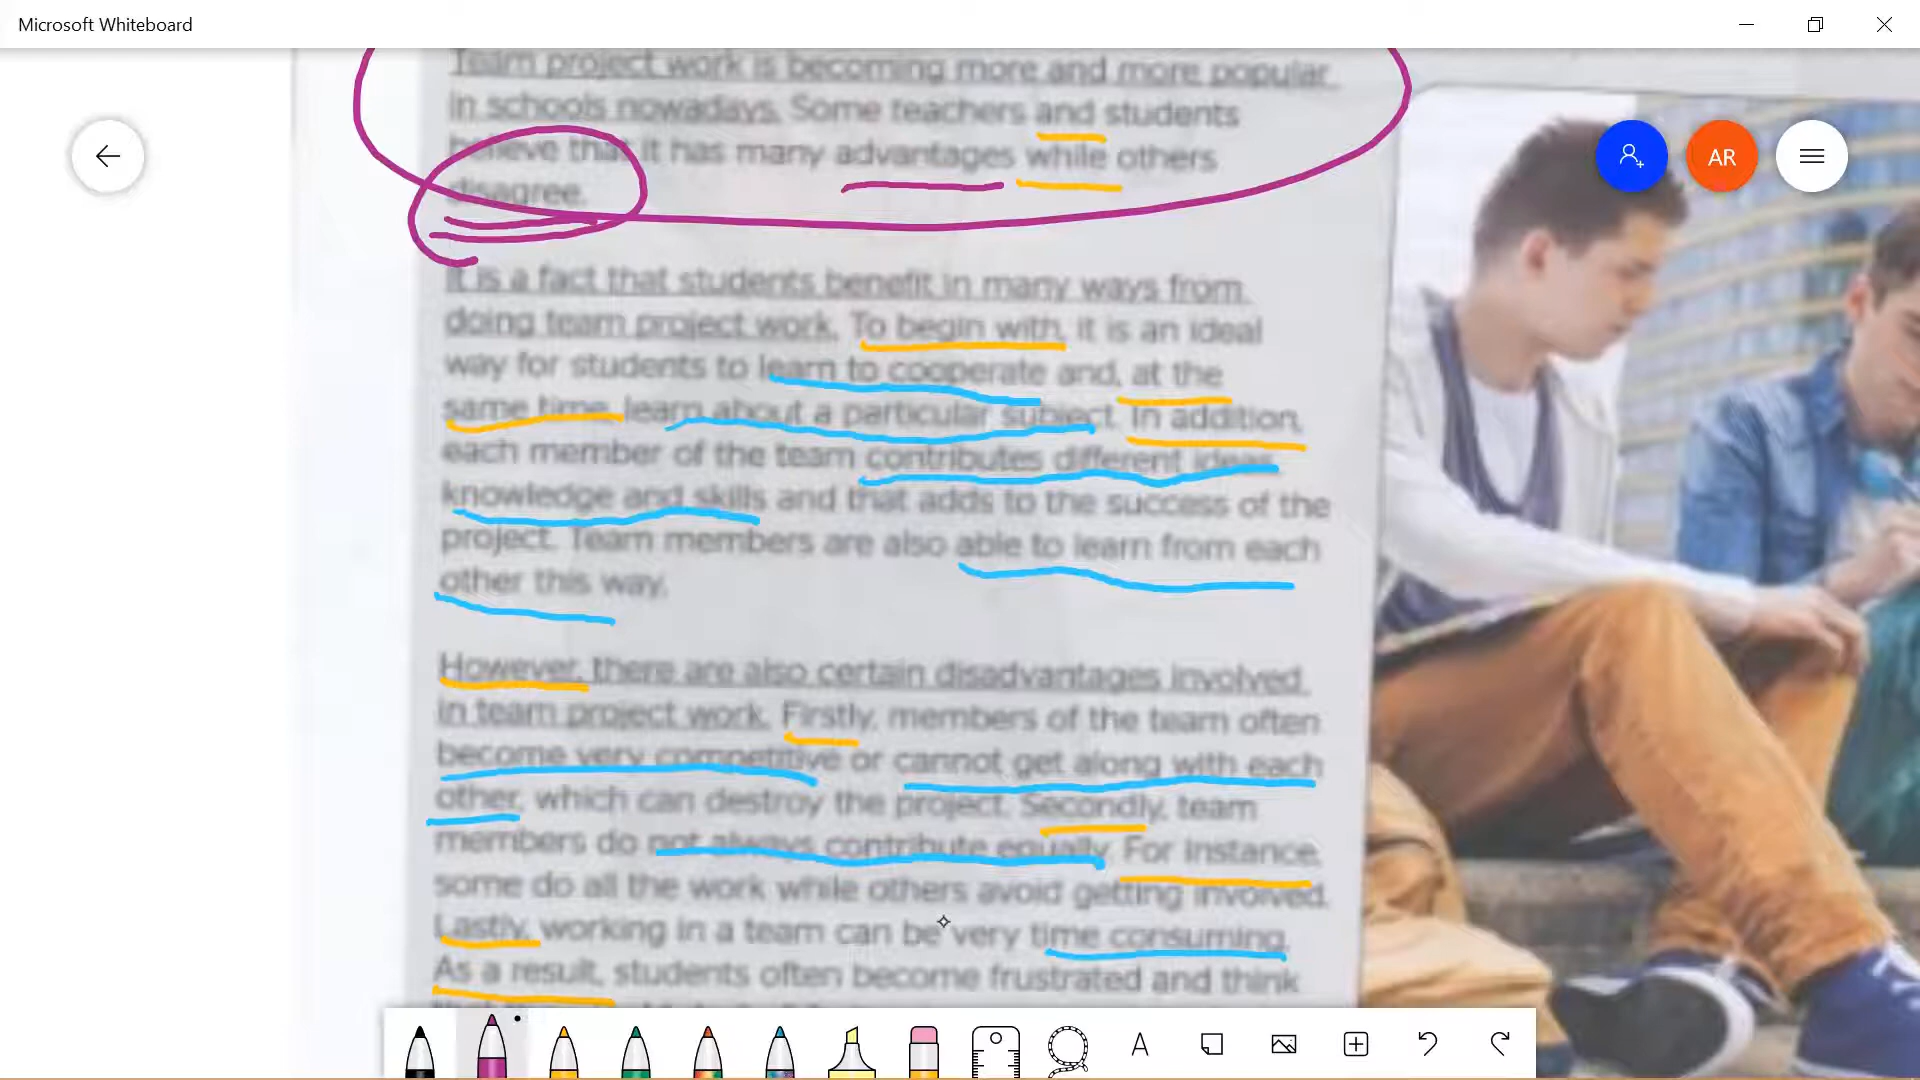 Microsoft Whiteboard
Team project work is becoming more and more popular
in schools nowadays. Some teachers and students
believe that it has many advantages while others
disagree.
AR
It is a fact that students benefit in many ways from
doing team project work. To begin with, it is an ideal
way for students to learn to cooperate and, at the
same time, learn about a particular subject. In addition,
each member of the team contributes different ideas,
knowledge and skills and that adds to the success of the
project. Team members are also able to learn from each
other this way.
However, there are also certain disadvantages involved
in team project work. Firstly, members of the team often
become very competitive or cannot get along with each
other, which can destroy the project. Secondly, team
members do not always contribute equally. For instance,
some do all the work while others avoid getting involved.
Lastly, working in a team can be very time consuming.
As a result, students often become frustrated and think